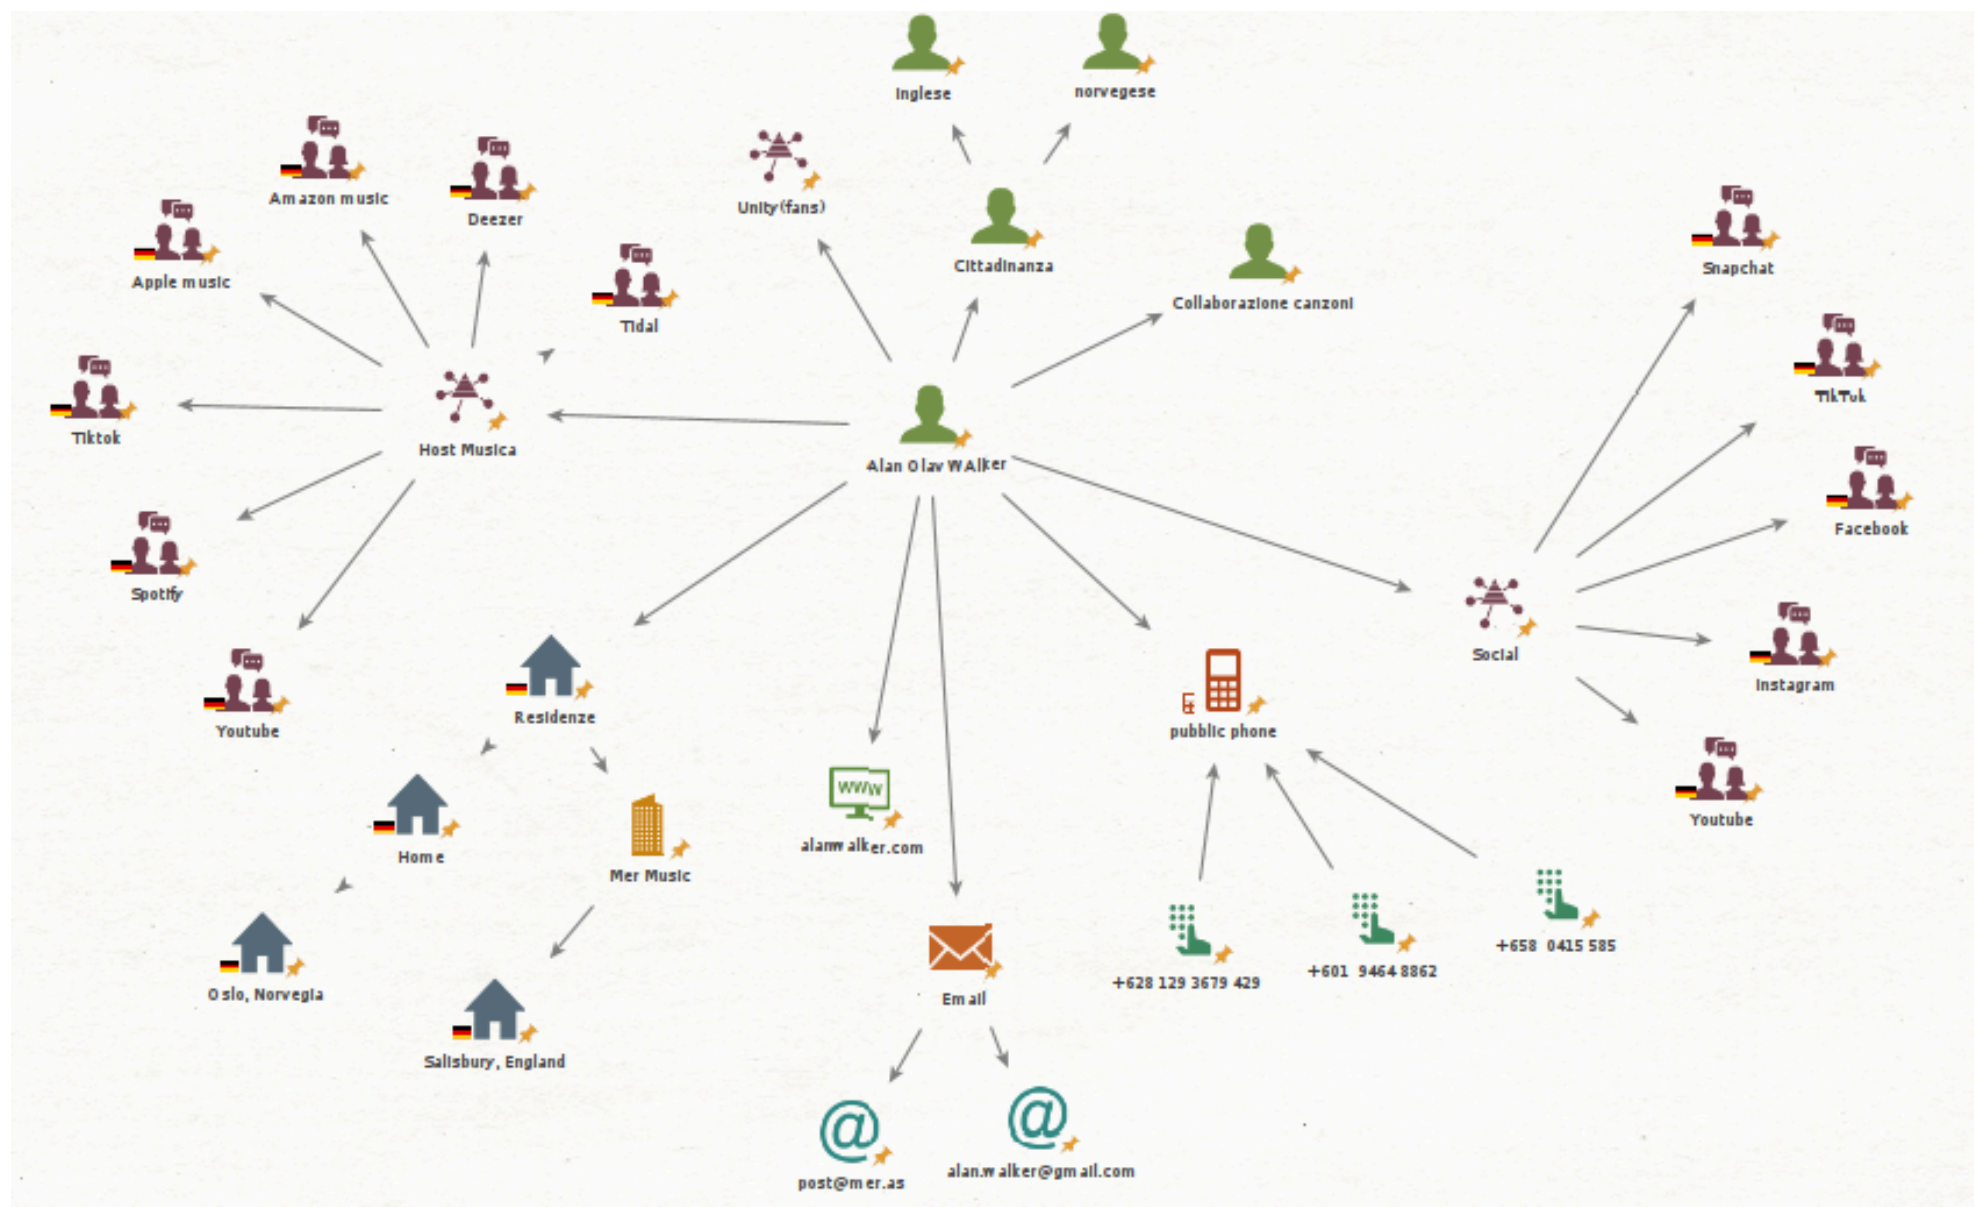 Inglese
norvegese
Amazon music
Deezer
Unity(fans)
Snapchat
Apple music
Cittadinanza
Collaborazione canzoni
Tidal
TikTok
Tiktok
Host Musica
Alan Olav WAlker
Facebook
Spotify
Social
Instagram
Youtube
Residenze
pubblic phone
WWW
alanwalker.com
Youtube
Home
Mer Music
+658 0415 585
+601 9464 8862
+628 129 3679 429
Oslo, Norvegia
Email
Salisbury, England
@
@
alan.walker@gmail.com
post@mer.as